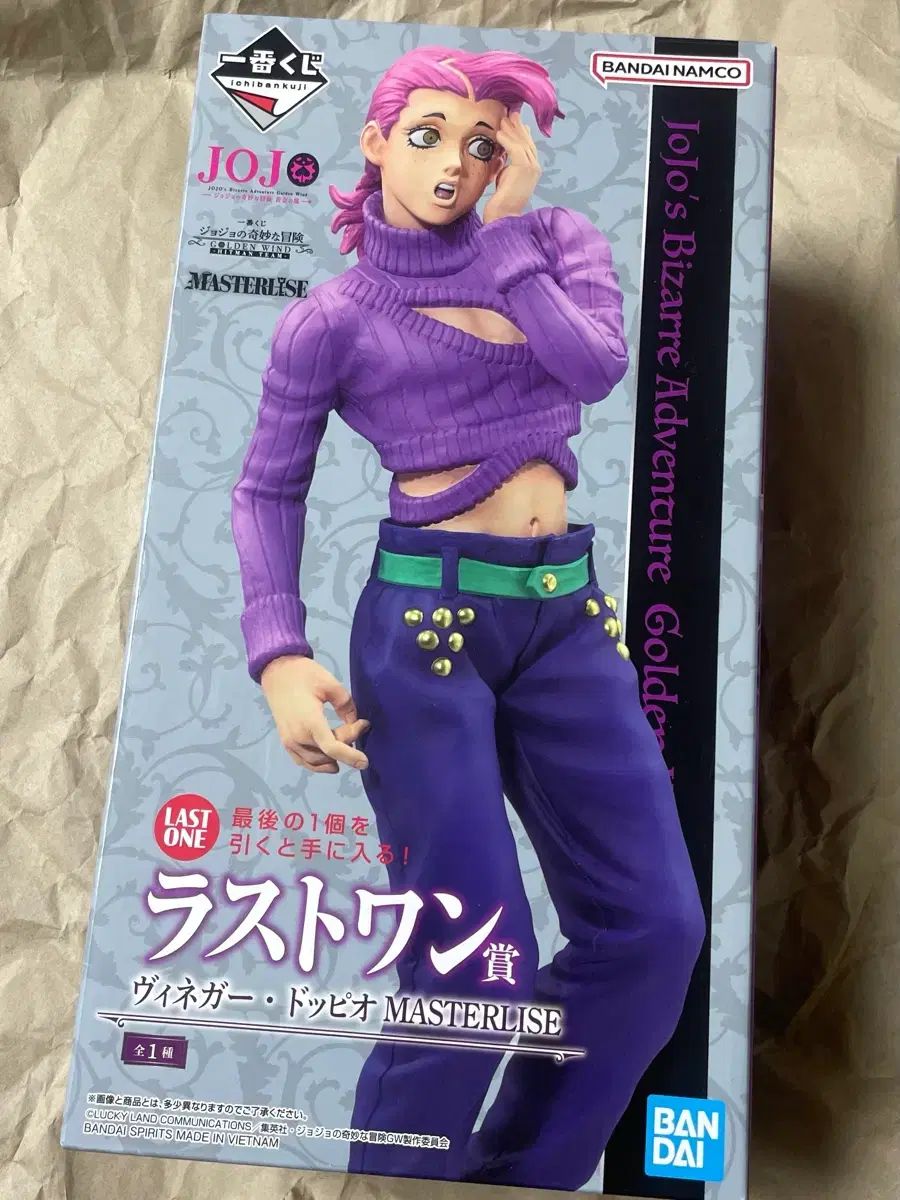 一番くじ
ichibankuji
BANDAI NAMCO
JOJO
JOJO's Bizarre Adventure Golden Wind
ジョジョの奇妙な冒険 黄金の風
一番くじ
ジョジョの奇妙な冒険
GOLDEN WIND
-HITMAN TEAM-
MASTERLISE
JoJo's Bizarre Adventure Golden
LAST
ONE
最後の1個を
引くと手に入る!
ラストワン賞
ヴィネガー・ドッピオ MASTERLISE
全1種
※画像と商品とは、多少異なりますのでご了承ください。
©LUCKY LAND COMMUNICATIONS／集英社・ジョジョの奇妙な冒険GW製作委員会
BANDAI SPIRITS MADE IN VIETNAM
BAN
DAI